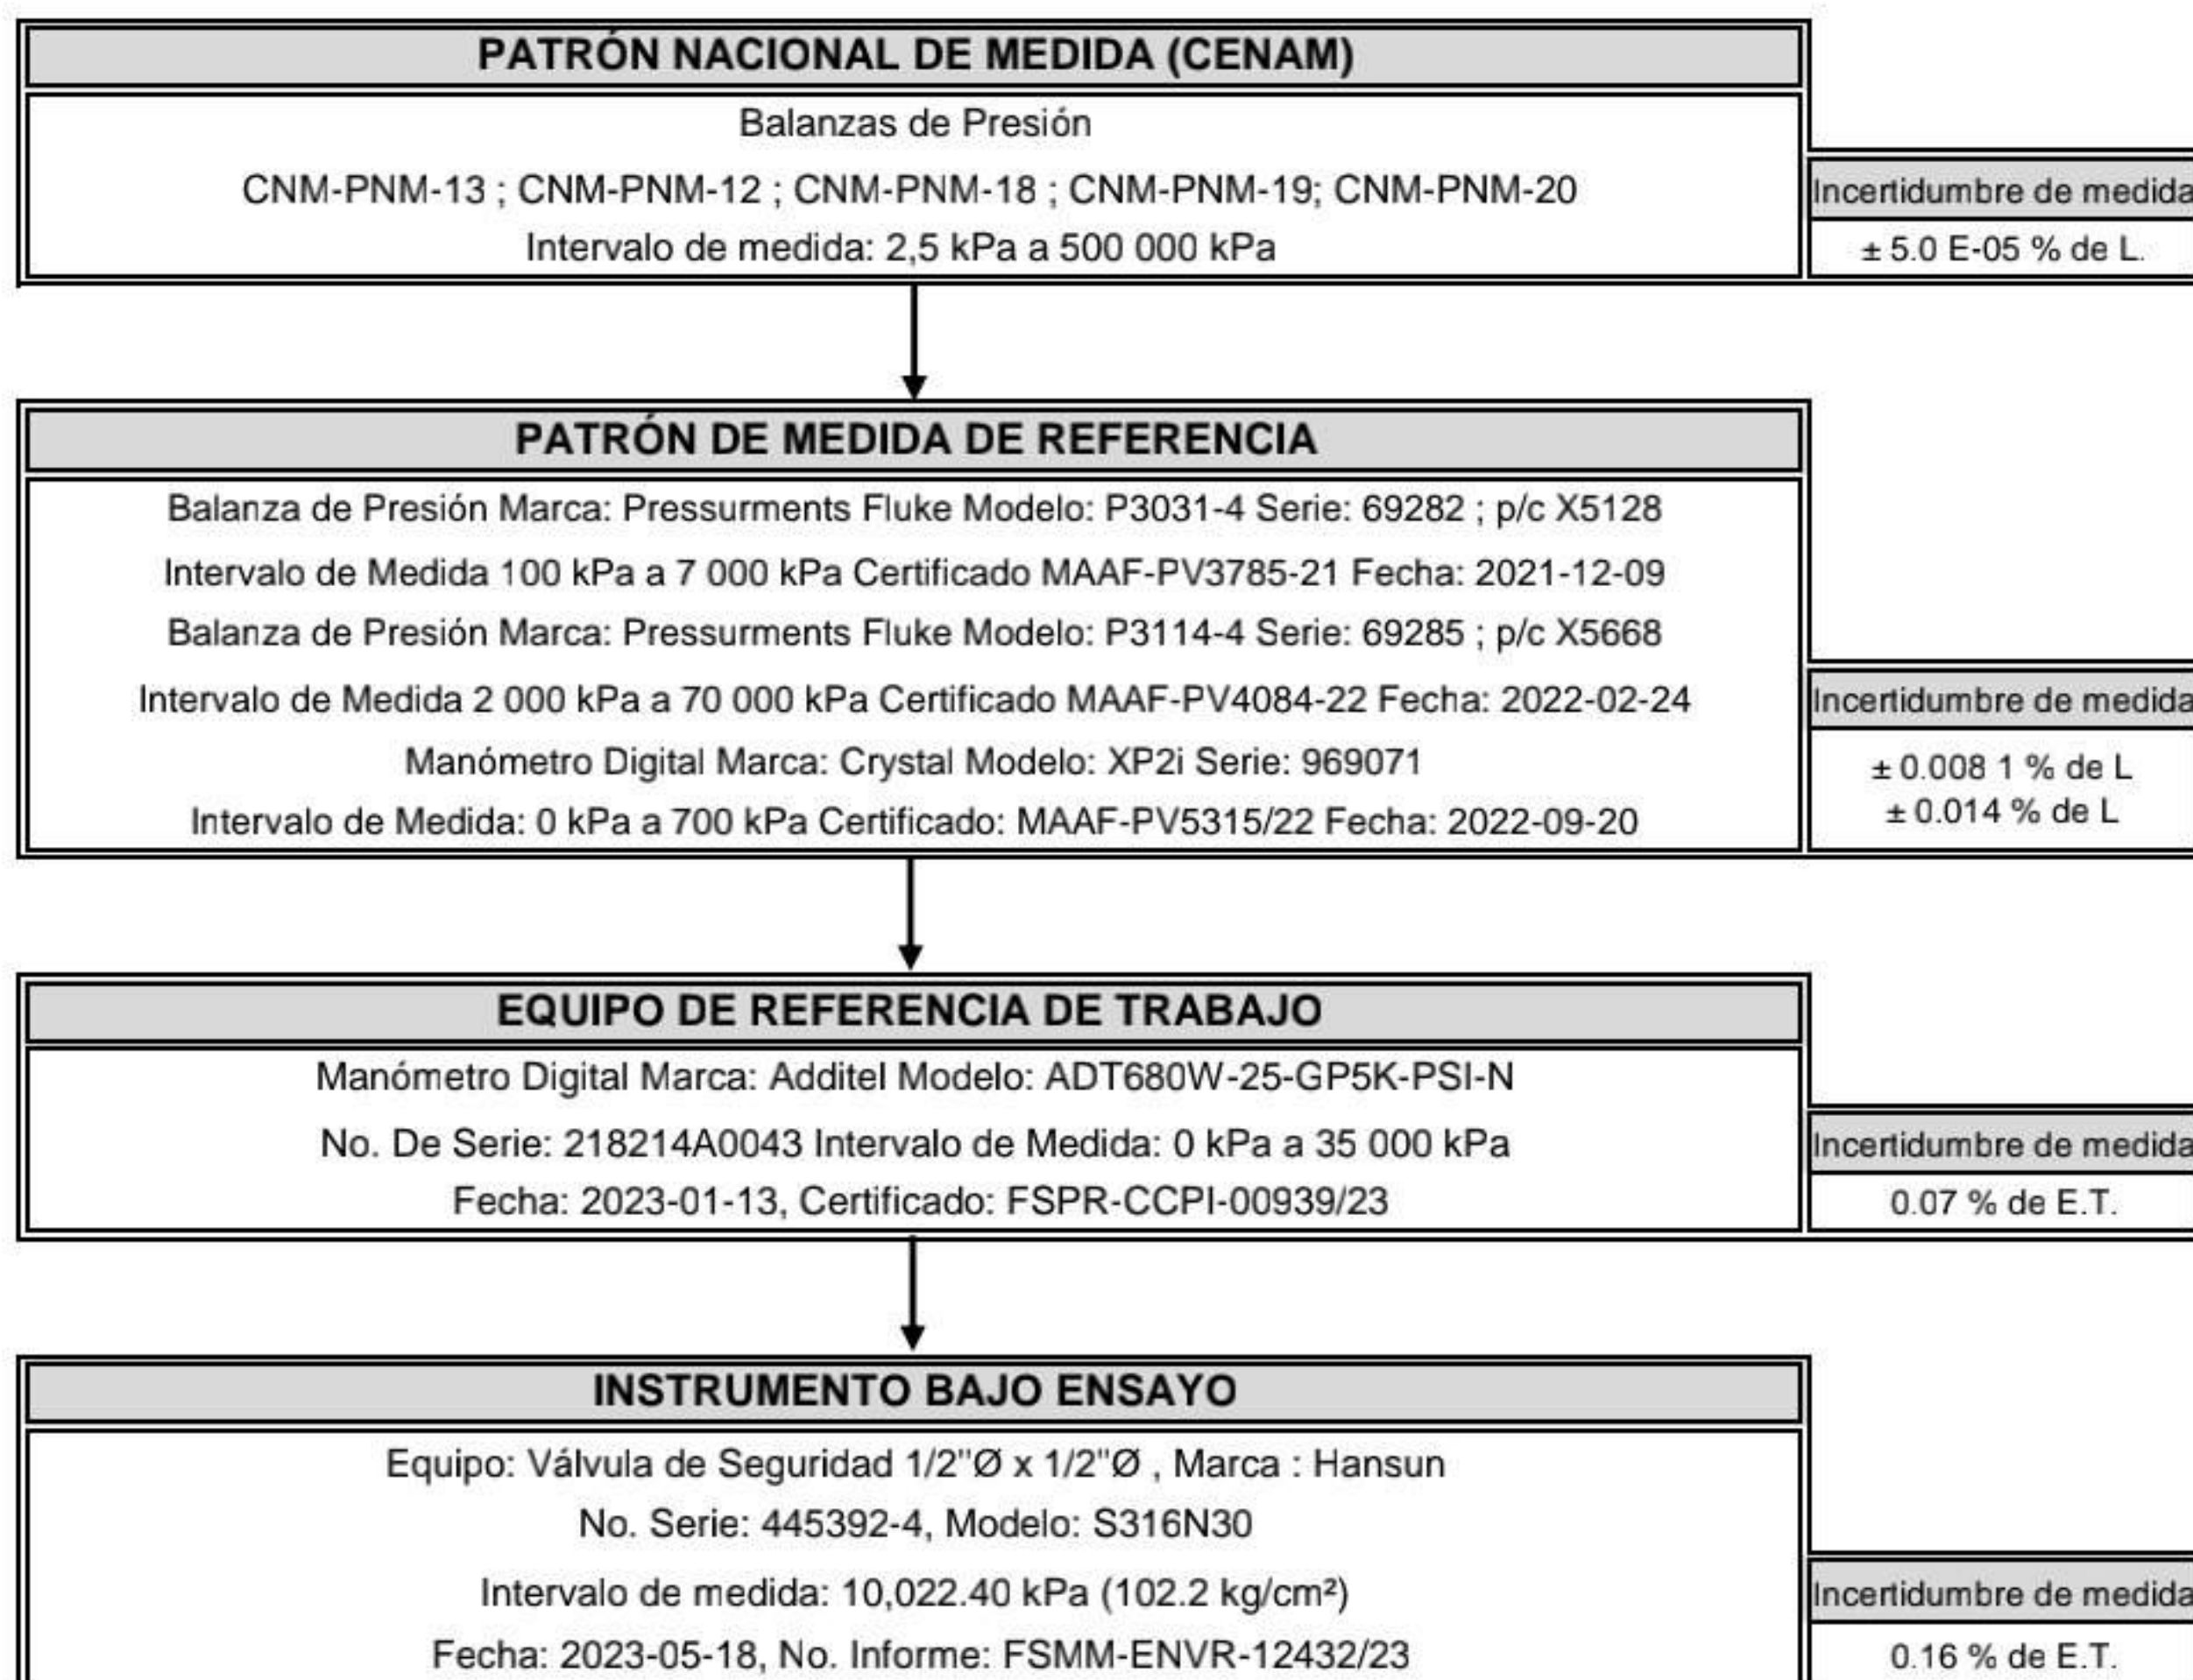 PATRÓN NACIONAL DE MEDIDA (CENAM)
Balanzas de Presión
CNM-PNM-13 ; CNM-PNM-12 ; CNM-PNM-18 ; CNM-PNM-19; CNM-PNM-20
Intervalo de medida: 2,5 kPa a 500 000 kPa
Incertidumbre de medida
± 5.0 E-05 % de L.
PATRÓN DE MEDIDA DE REFERENCIA
Balanza de Presión Marca: Pressurments Fluke Modelo: P3031-4 Serie: 69282 ; p/c X5128
Intervalo de Medida 100 kPa a 7 000 kPa Certificado MAAF-PV3785-21 Fecha: 2021-12-09
Balanza de Presión Marca: Pressurments Fluke Modelo: P3114-4 Serie: 69285 ; p/c X5668
Intervalo de Medida 2 000 kPa a 70 000 kPa Certificado MAAF-PV4084-22 Fecha: 2022-02-24
Manómetro Digital Marca: Crystal Modelo: XP2i Serie: 969071
Intervalo de Medida: 0 kPa a 700 kPa Certificado: MAAF-PV5315/22 Fecha: 2022-09-20
Incertidumbre de medida
± 0.008 1 % de L
± 0.014 % de L
EQUIPO DE REFERENCIA DE TRABAJO
Manómetro Digital Marca: Additel Modelo: ADT680W-25-GP5K-PSI-N
No. De Serie: 218214A0043 Intervalo de Medida: 0 kPa a 35 000 kPa
Fecha: 2023-01-13, Certificado: FSPR-CCPI-00939/23
Incertidumbre de medida
0.07 % de E.T.
INSTRUMENTO BAJO ENSAYO
Equipo: Válvula de Seguridad 1/2"Ø x 1/2"Ø , Marca : Hansun
No. Serie: 445392-4, Modelo: S316N30
Intervalo de medida: 10,022.40 kPa (102.2 kg/cm²)
Fecha: 2023-05-18, No. Informe: FSMM-ENVR-12432/23
Incertidumbre de medida
0.16 % de E.T.